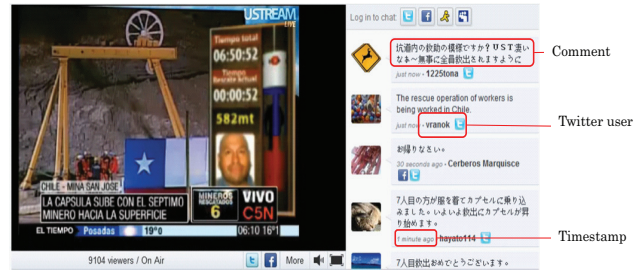 USTREAM
LIVE
Tiempo total
06:50:52
Tiempo
Rescate actual
00:00:52
582mt
CHILE - MINA SAN JOSE
LA CAPSULA SUBE CON EL SEPTIMO
MINERO HACIA LA SUPERFICIE
MINEROS
RESCATADOS
6
VIVO
C5N
EL TIEMPO Posadas 19º0
06:10 16º1
9104 viewers / On Air
More
Log in to chat:
坑道内の救助の模様ですか?UST凄い
なぁ~無事に全員救出されますように
just now - 1225tona
The rescue operation of workers is
being worked in Chile.
just now - vranok
お帰りなさい。
30 seconds ago - Cerberos Marquisce
7人目の方が服を着てカプセルに乗り込
みました。いよいよ救出にカプセルが昇
り始めます。
1 minute ago - hayato114
7人目救出おめでとうございます。
Comment
Twitter user
Timestamp